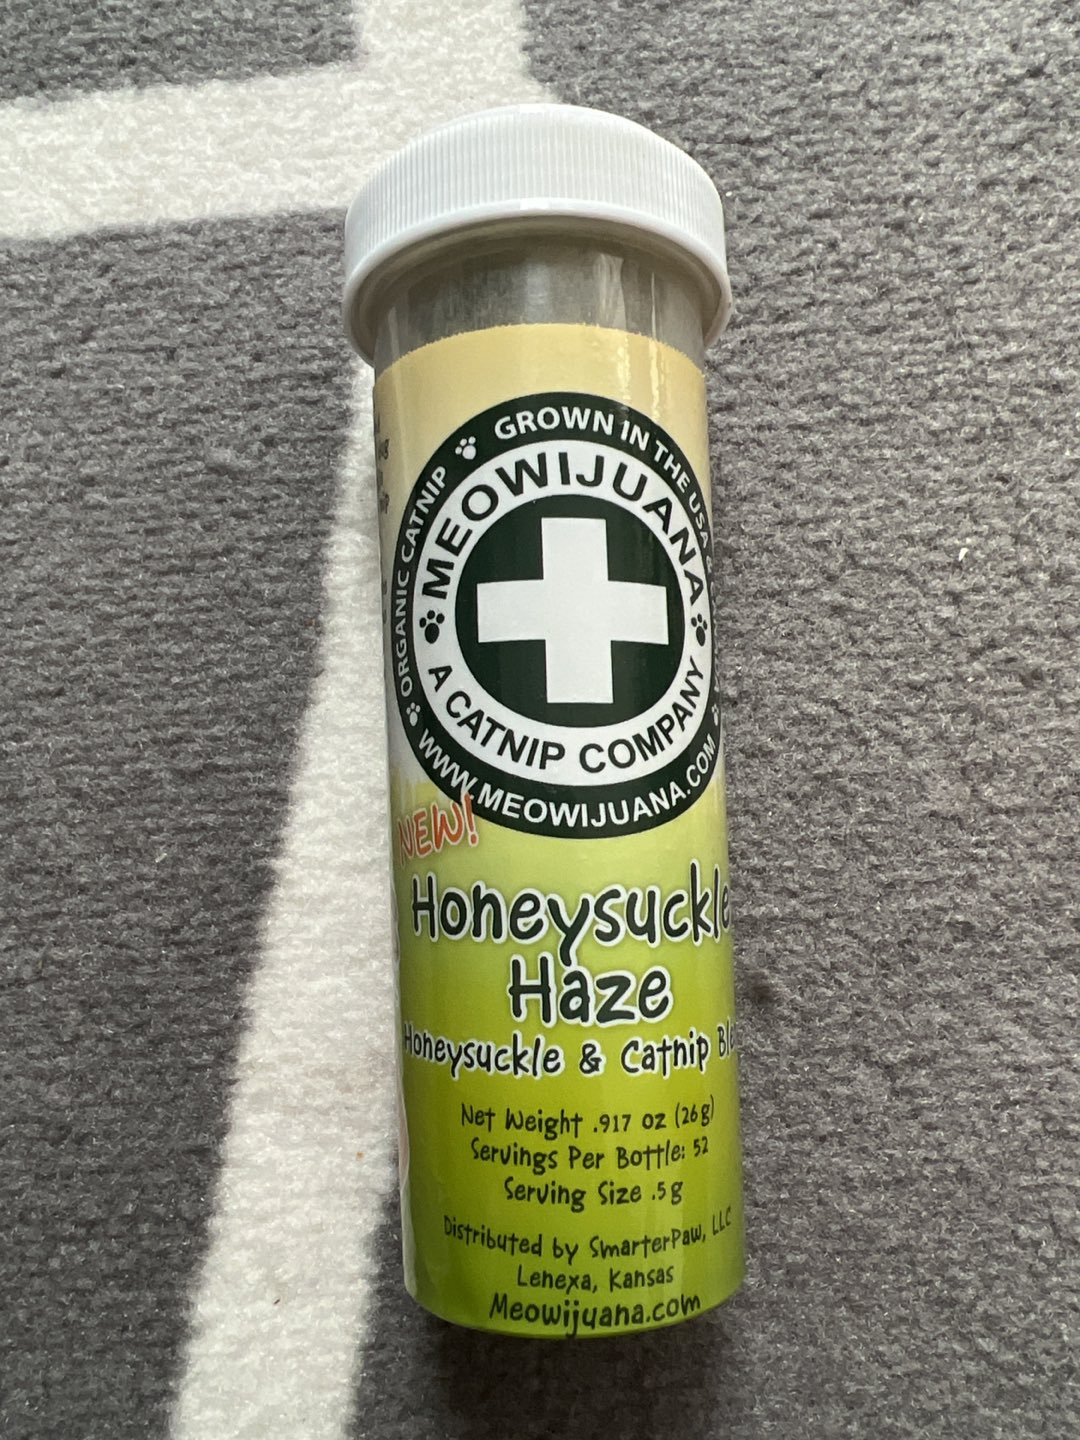 ORGANIC CATNIP
GROWN IN THE USA
MEOWIJUANA
A CATNIP COMPANY
WWW.MEOWIJUANA.COM
NEW!
Honeysuckle
Haze
Honeysuckle & Catnip
Net Weight .917 oz (26g)
Servings Per Bottle: 52
Serving Size .5g
Distributed by SmarterPaw, LLC
Lenexa, Kansas
Meowijuana.com